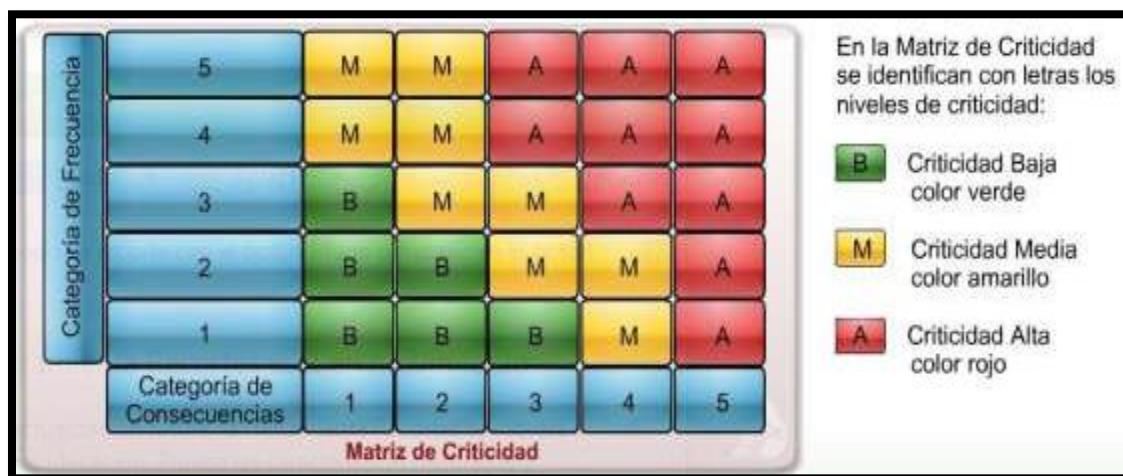 Categoría de Frecuencia
5 M M A A A
4 M M A A A
3 B M M A A
2 B B M M A
1 B B B M A
Categoría de
Consecuencias
1 2 3 4 5
Matriz de Criticidad
En la Matriz de Criticidad
se identifican con letras los
niveles de criticidad:
B Criticidad Baja
color verde
M Criticidad Media
color amarillo
A Criticidad Alta
color rojo